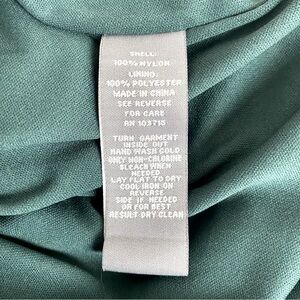 SHELL:
100% NYLON
LINING:
100% POLYESTER
MADE IN CHINA
SEE REVERSE
FOR CARE
RN 103715
TURN GARMENT
INSIDE OUT
HAND WASH COLD
ONLY NON-CHLORINE
BLEACH WHEN
NEEDED
LAY FLAT TO DRY
COOL IRON ON
REVERSE
SIDE IF NEEDED
OR FOR BEST
RESULT DRY CLEAN